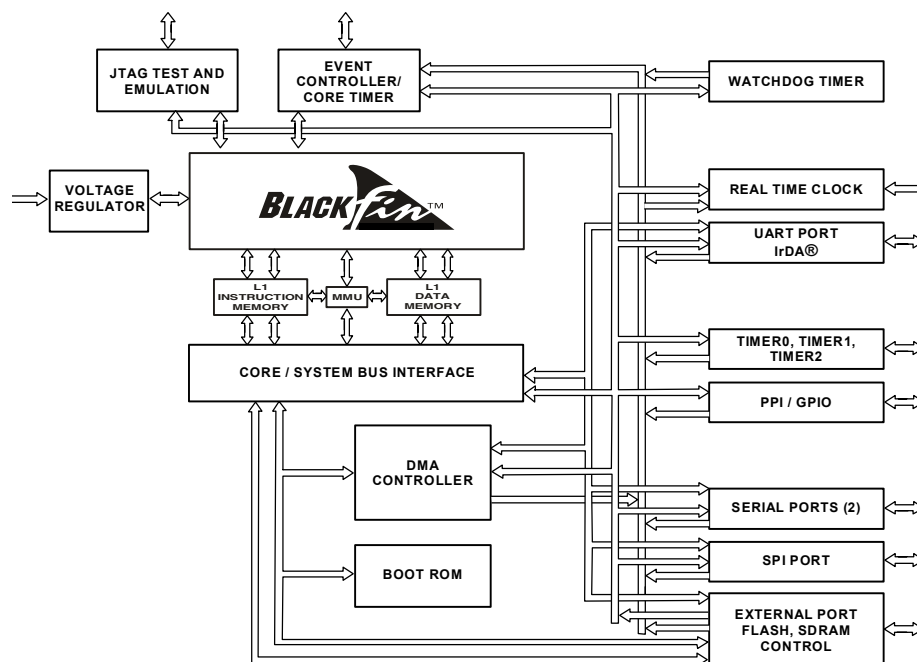 JTAG TEST AND
EMULATION
EVENT
CONTROLLER/
CORE TIMER
WATCHDOG TIMER
VOLTAGE
REGULATOR
BLACKfin™
REAL TIME CLOCK
UART PORT
IrDA®
L1
INSTRUCTION
MEMORY
MMU
L1
DATA
MEMORY
TIMER0, TIMER1,
TIMER2
CORE / SYSTEM BUS INTERFACE
PPI / GPIO
DMA
CONTROLLER
SERIAL PORTS (2)
SPI PORT
BOOT ROM
EXTERNAL PORT
FLASH, SDRAM
CONTROL